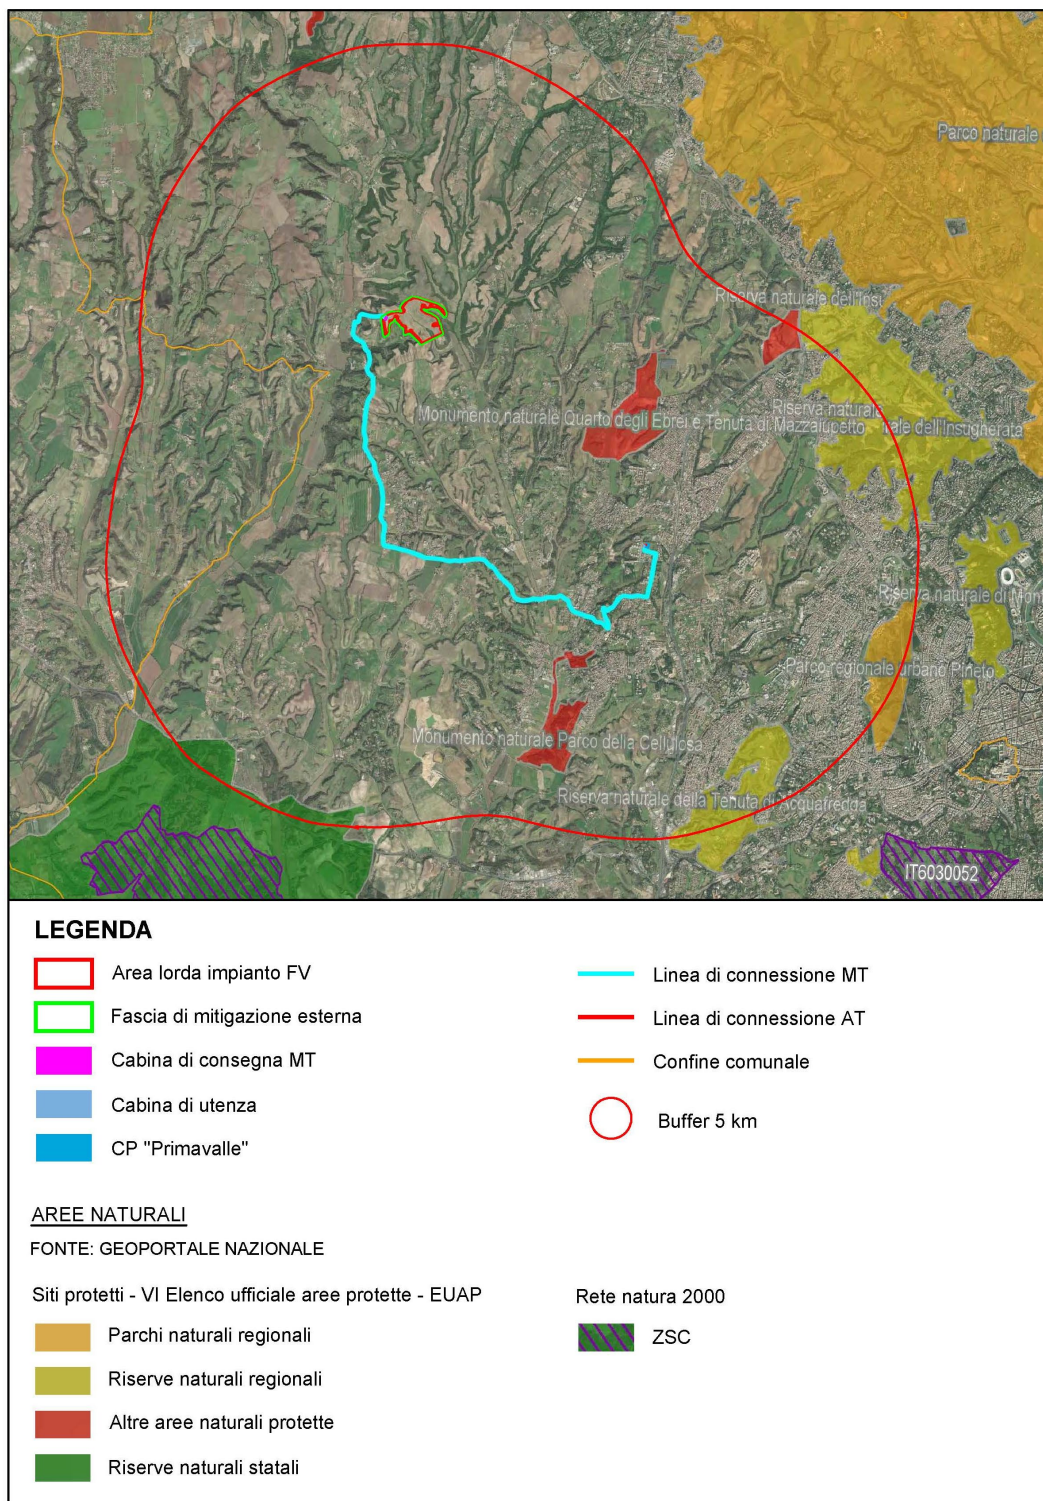 Parco naturale
Riserva naturale dell'Insu
Riserva naturale
Monumento naturale Quarto degli Ebrei e Tenuta di Mazzalupetto
rale dell'Insugherata
Riserva naturale di Mont
Parco regionale urbano Pineto
Monumento naturale Parco della Cellulosa
Riserva naturale della Tenuta di Acquafredda
IT6030052
LEGENDA
Area lorda impianto FV
Linea di connessione MT
Fascia di mitigazione esterna
Linea di connessione AT
Cabina di consegna MT
Confine comunale
Cabina di utenza
Buffer 5 km
CP "Primavalle"
AREE NATURALI
FONTE: GEOPORTALE NAZIONALE
Siti protetti - VI Elenco ufficiale aree protette - EUAP
Rete natura 2000
Parchi naturali regionali
ZSC
Riserve naturali regionali
Altre aree naturali protette
Riserve naturali statali